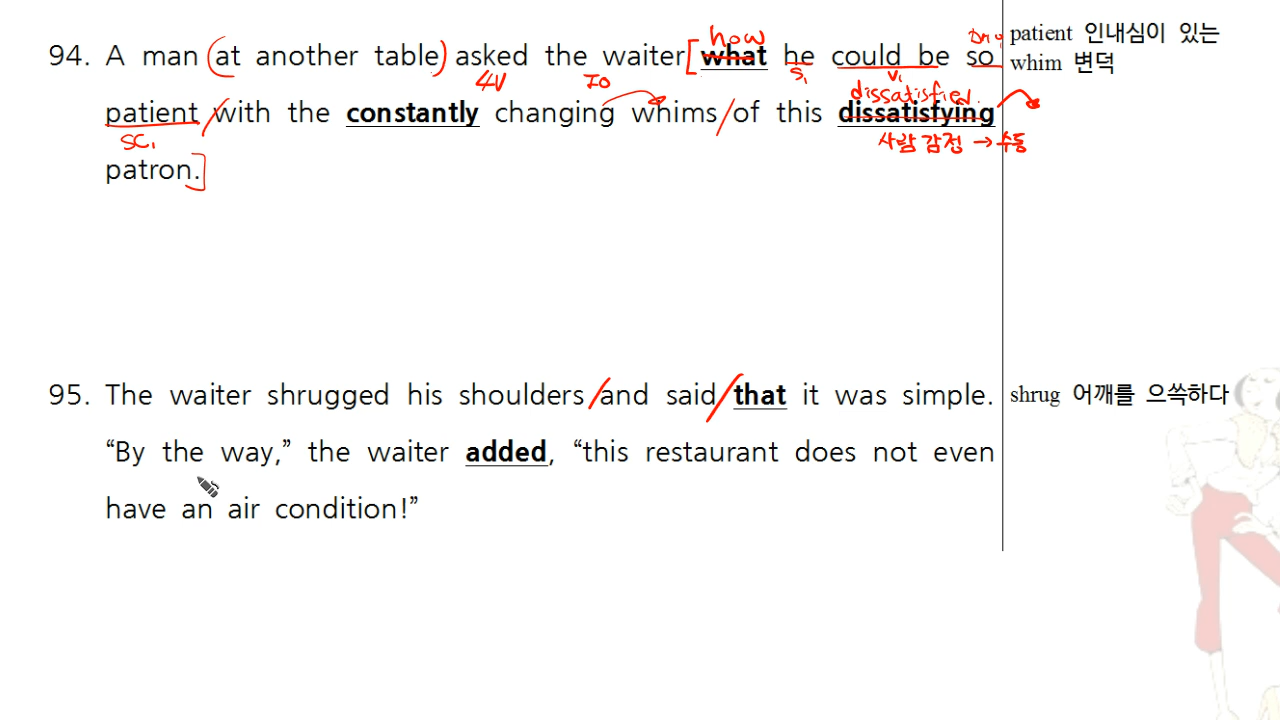 how
94. A man (at another table) asked the waiter [what he could be so
4V IO S₁ V₁
dissatisfied
patient / with the constantly changing whims / of this dissatisfying
SC₁ 사람 감정 → 수동
patron.]
patient 인내심이 있는
whim 변덕
95. The waiter shrugged his shoulders / and said / that it was simple.
“By the way,” the waiter added, “this restaurant does not even
have an air condition!”
shrug 어깨를 으쓱하다